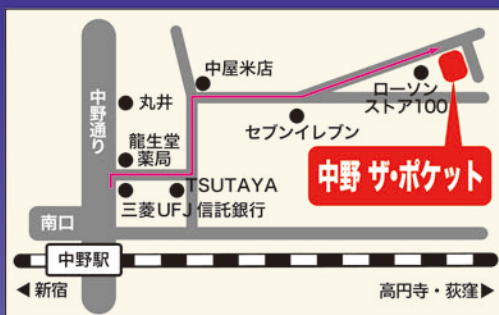 中屋米店
丸井
中野通り
龍生堂
薬局
ローソン
ストア100
セブンイレブン
中野 ザ・ポケット
TSUTAYA
三菱UFJ信託銀行
南口
中野駅
◀新宿
高円寺・荻窪▶